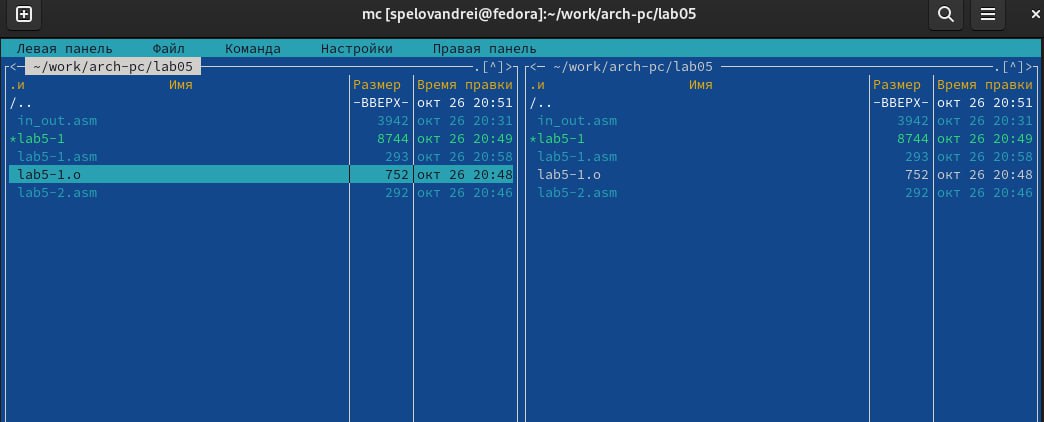 mc [spelovandrei@fedora]:~/work/arch-pc/lab05
Левая панель Файл Команда Настройки Правая панель
<─ ~/work/arch-pc/lab05 .[^]>
.и Имя Размер Время правки
/.. -ВВЕРХ- окт 26 20:51
in_out.asm 3942 окт 26 20:31
*lab5-1 8744 окт 26 20:49
lab5-1.asm 293 окт 26 20:58
lab5-1.o 752 окт 26 20:48
lab5-2.asm 292 окт 26 20:46
<─ ~/work/arch-pc/lab05 .[^]>
.и Имя Размер Время правки
/.. -ВВЕРХ- окт 26 20:51
in_out.asm 3942 окт 26 20:31
*lab5-1 8744 окт 26 20:49
lab5-1.asm 293 окт 26 20:58
lab5-1.o 752 окт 26 20:48
lab5-2.asm 292 окт 26 20:46